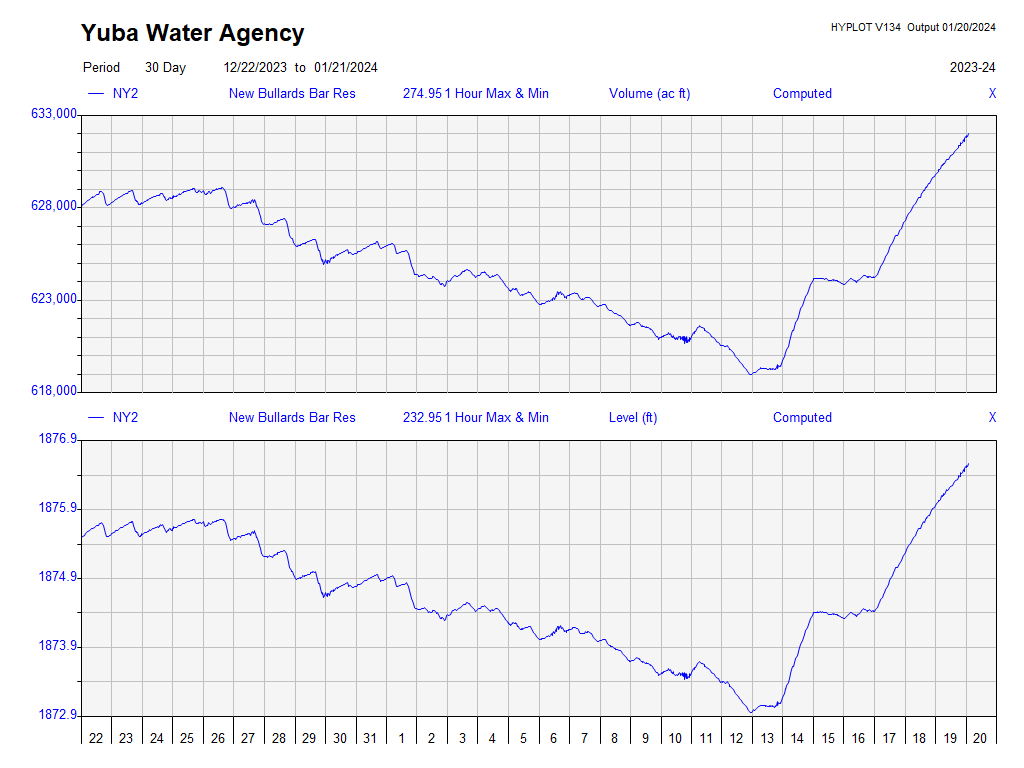 Yuba Water Agency
HYPLOT V134 Output 01/20/2024
Period 30 Day 12/22/2023 to 01/21/2024 2023-24
NY2 New Bullards Bar Res 274.95 1 Hour Max & Min Volume (ac ft) Computed X
633,000
628,000
623,000
618,000
NY2 New Bullards Bar Res 232.95 1 Hour Max & Min Level (ft) Computed X
1876.9
1875.9
1874.9
1873.9
1872.9
22 23 24 25 26 27 28 29 30 31 1 2 3 4 5 6 7 8 9 10 11 12 13 14 15 16 17 18 19 20